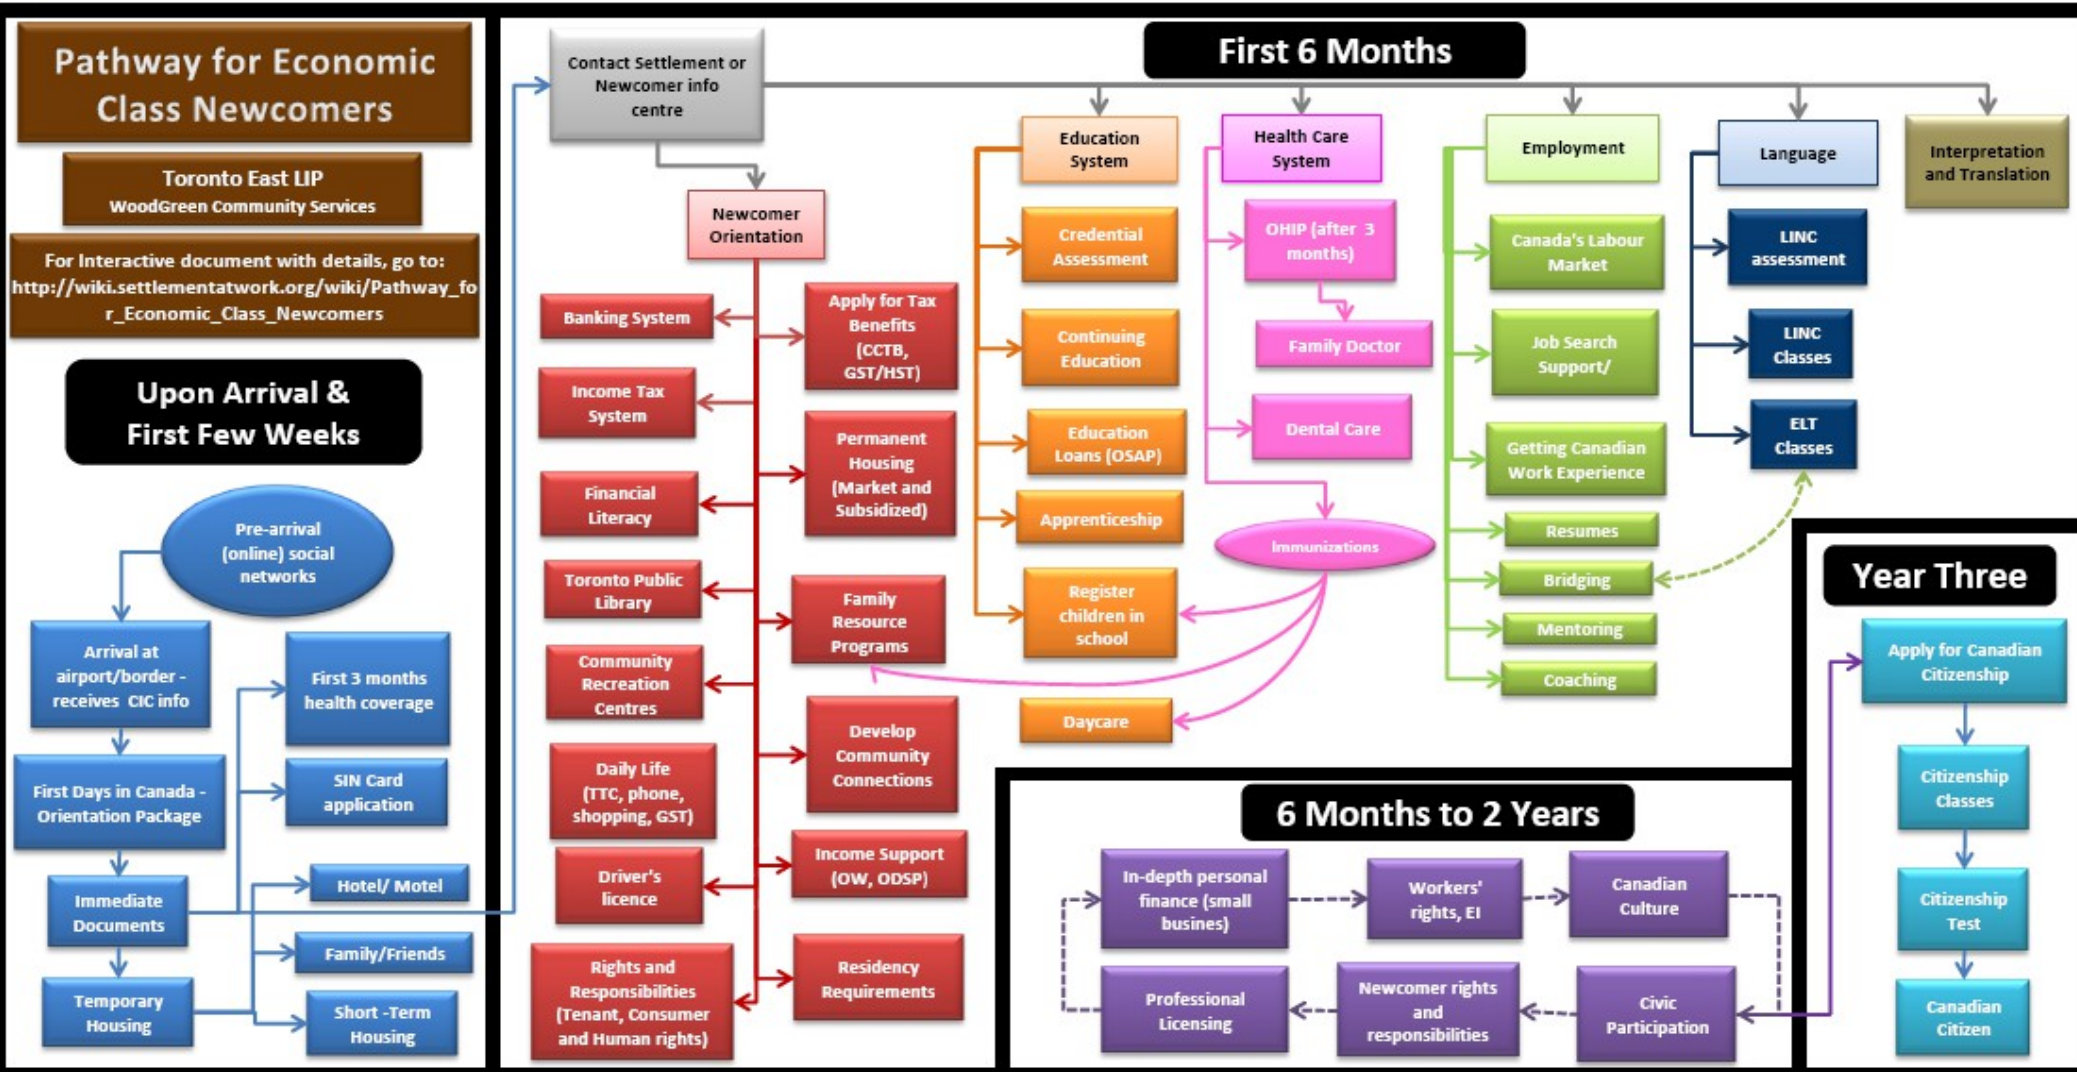 Pathway for Economic
Class Newcomers
Toronto East LIP
WoodGreen Community Services
For Interactive document with details, go to:
http://wiki.settlementatwork.org/wiki/Pathway_fo
r_Economic_Class_Newcomers
Upon Arrival &
First Few Weeks
Pre-arrival
(online) social
networks
Arrival at
airport/border -
receives CIC info
First 3 months
health coverage
First Days in Canada -
Orientation Package
SIN Card
application
Immediate
Documents
Hotel/ Motel
Family/Friends
Temporary
Housing
Short -Term
Housing
First 6 Months
Contact Settlement or
Newcomer info
centre
Newcomer
Orientation
Banking System
Apply for Tax
Benefits
(CCTB,
GST/HST)
Income Tax
System
Permanent
Housing
(Market and
Subsidized)
Financial
Literacy
Toronto Public
Library
Family
Resource
Programs
Community
Recreation
Centres
Develop
Community
Connections
Daily Life
(TTC, phone,
shopping, GST)
Income Support
(OW, ODSP)
Driver's
licence
Rights and
Responsibilities
(Tenant, Consumer
and Human rights)
Residency
Requirements
Education
System
Credential
Assessment
Continuing
Education
Education
Loans (OSAP)
Apprenticeship
Register
children in
school
Daycare
Health Care
System
OHIP (after 3
months)
Family Doctor
Dental Care
Immunizations
Employment
Canada's Labour
Market
Job Search
Support/
Getting Canadian
Work Experience
Resumes
Bridging
Mentoring
Coaching
Language
LINC
assessment
LINC
Classes
ELT
Classes
Interpretation
and Translation
6 Months to 2 Years
In-depth personal
finance (small
busines)
Workers'
rights, EI
Canadian
Culture
Professional
Licensing
Newcomer rights
and
responsibilities
Civic
Participation
Year Three
Apply for Canadian
Citizenship
Citizenship
Classes
Citizenship
Test
Canadian
Citizen